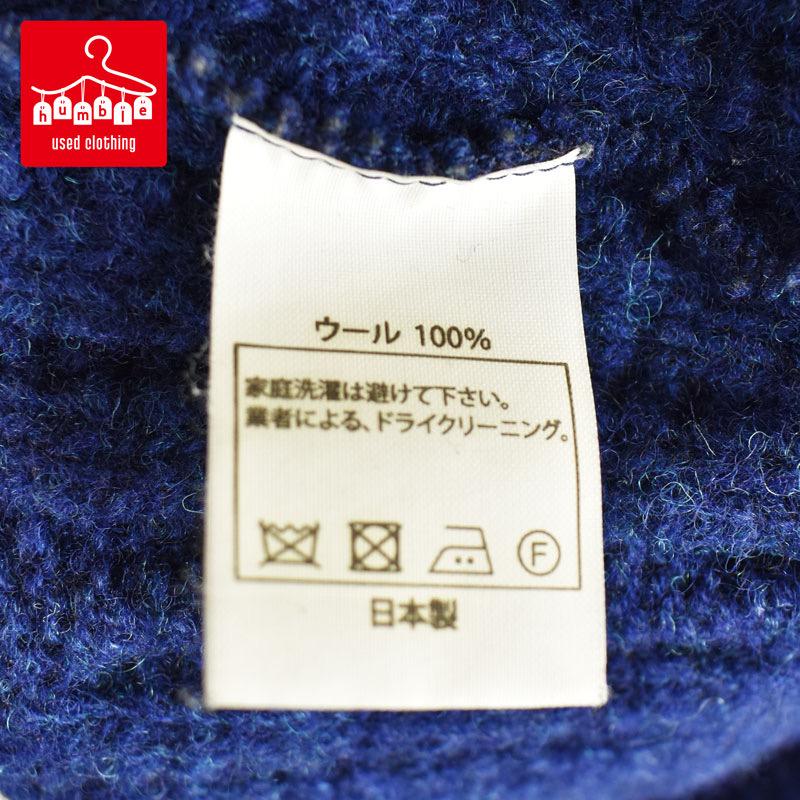 humble
used clothing
ウール 100%
家庭洗濯は避けて下さい。
業者による、ドライクリーニング。
F
日本製